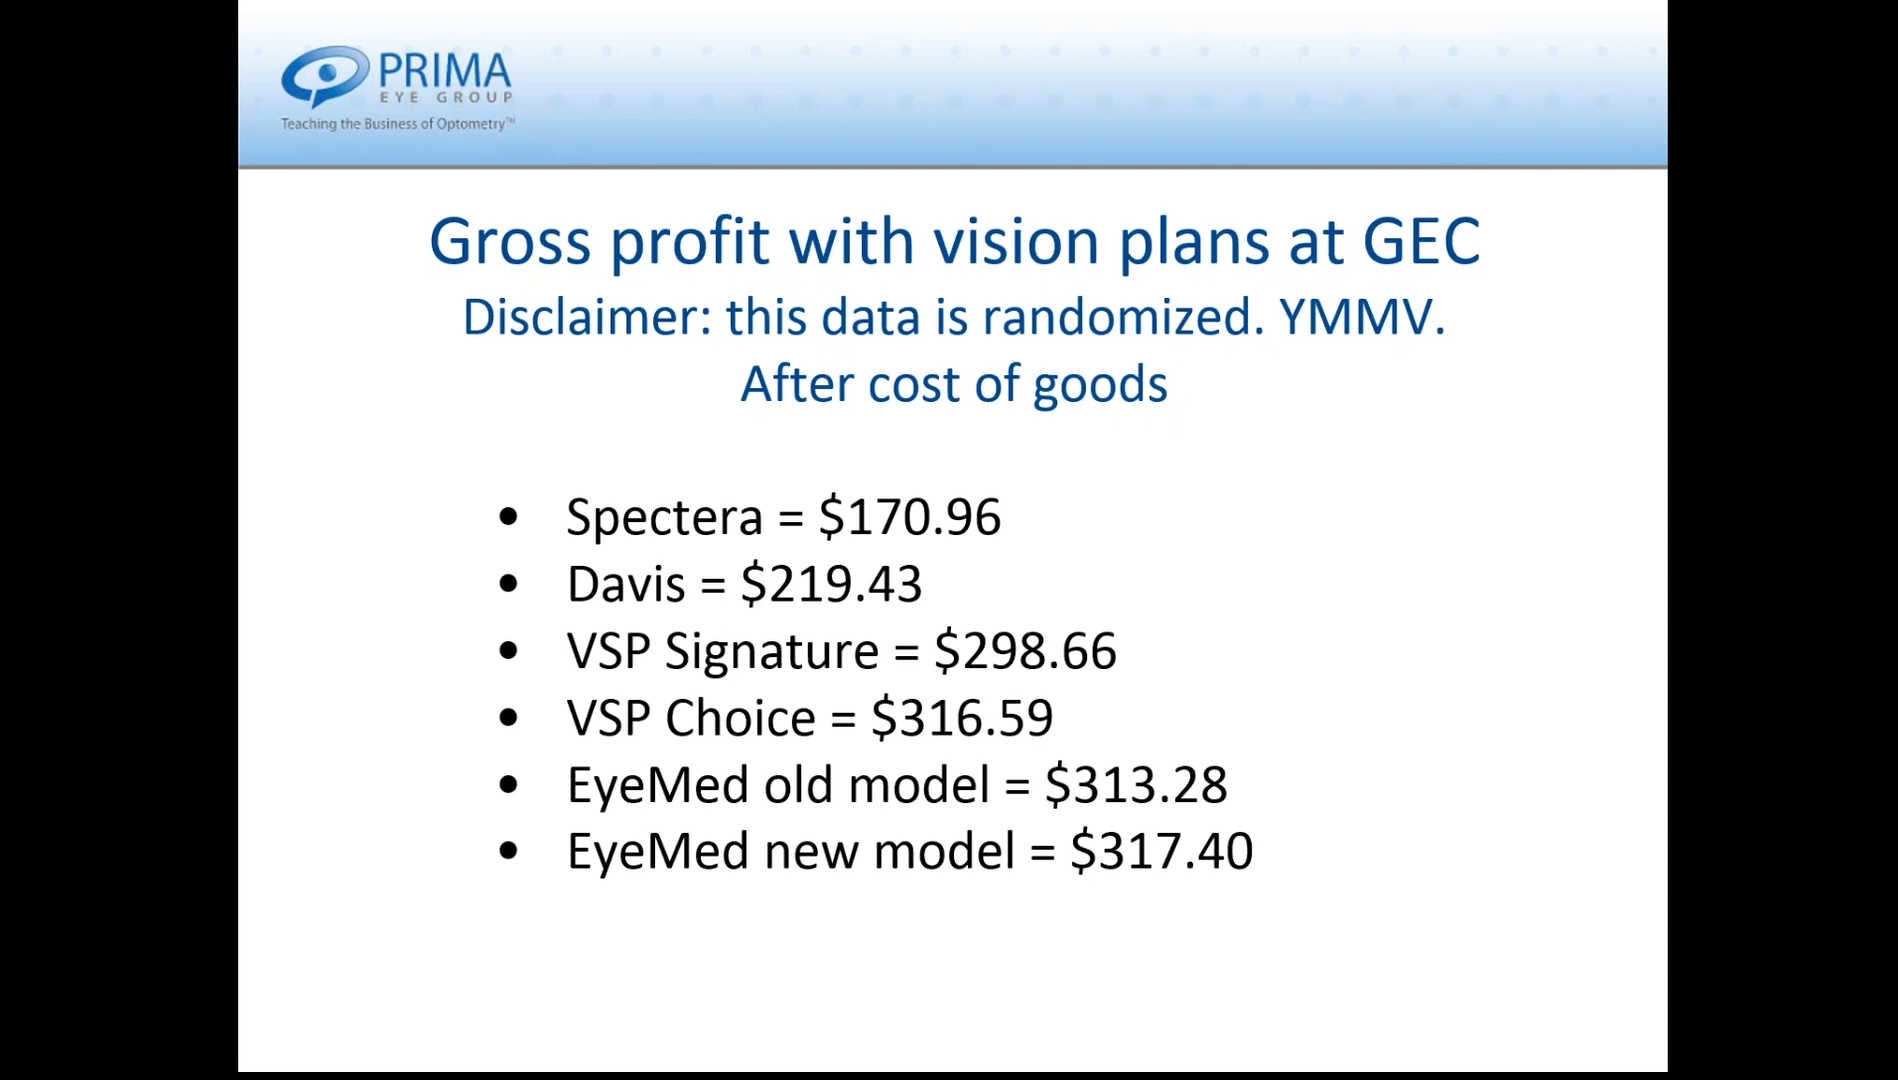 PRIMA
EYE GROUP
Teaching the Business of Optometry™
Gross profit with vision plans at GEC
Disclaimer: this data is randomized. YMMV.
After cost of goods
• Spectera = $170.96
• Davis = $219.43
• VSP Signature = $298.66
• VSP Choice = $316.59
• EyeMed old model = $313.28
• EyeMed new model = $317.40